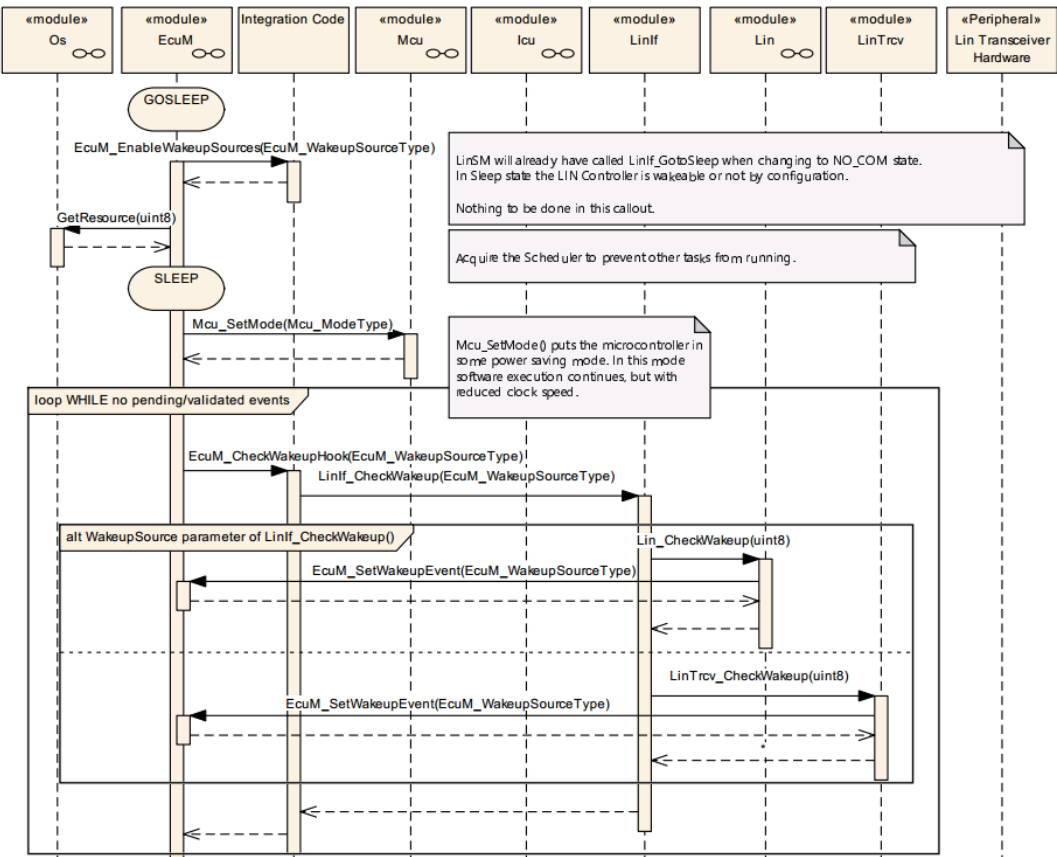 «module»
Os
«module»
EcuM
Integration Code
«module»
Mcu
«module»
Icu
«module»
LinIf
«module»
Lin
«module»
LinTrcv
«Peripheral»
Lin Transceiver
Hardware
GOSLEEP
EcuM_EnableWakeupSources(EcuM_WakeupSourceType)
LinSM will already have called LinIf_GotoSleep when changing to NO_COM state.
In Sleep state the LIN Controller is wakeable or not by configuration.
Nothing to be done in this callout.
GetResource(uint8)
Acquire the Scheduler to prevent other tasks from running.
SLEEP
Mcu_SetMode(Mcu_ModeType)
Mcu_SetMode() puts the microcontroller in
some power saving mode. In this mode
software execution continues, but with
reduced clock speed.
loop WHILE no pending/validated events
EcuM_CheckWakeupHook(EcuM_WakeupSourceType)
LinIf_CheckWakeup(EcuM_WakeupSourceType)
alt WakeupSource parameter of LinIf_CheckWakeup()
Lin_CheckWakeup(uint8)
EcuM_SetWakeupEvent(EcuM_WakeupSourceType)
LinTrcv_CheckWakeup(uint8)
EcuM_SetWakeupEvent(EcuM_WakeupSourceType)